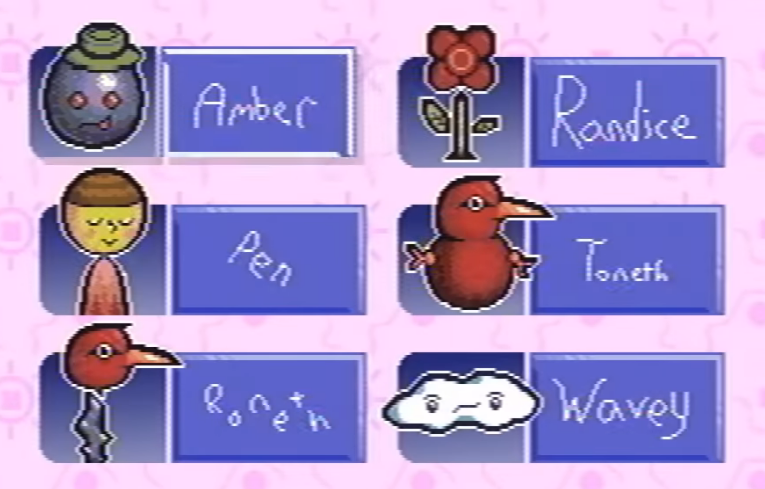 Amber
Randice
Pen
Toneth
Roneth
Wavey